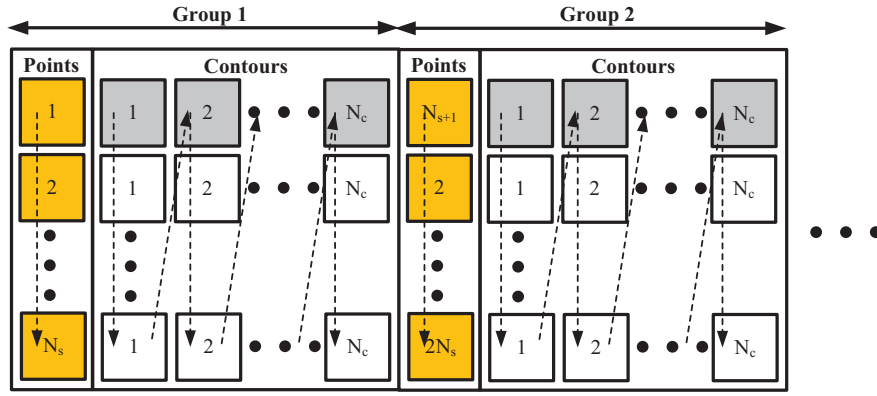 Group 1 Group 2
Points Contours Points Contours
1 1 2 N_c N_{s+1} 1 2 N_c
2 1 2 N_c 2 1 2 N_c
N_s 1 2 N_c 2N_s 1 2 N_c